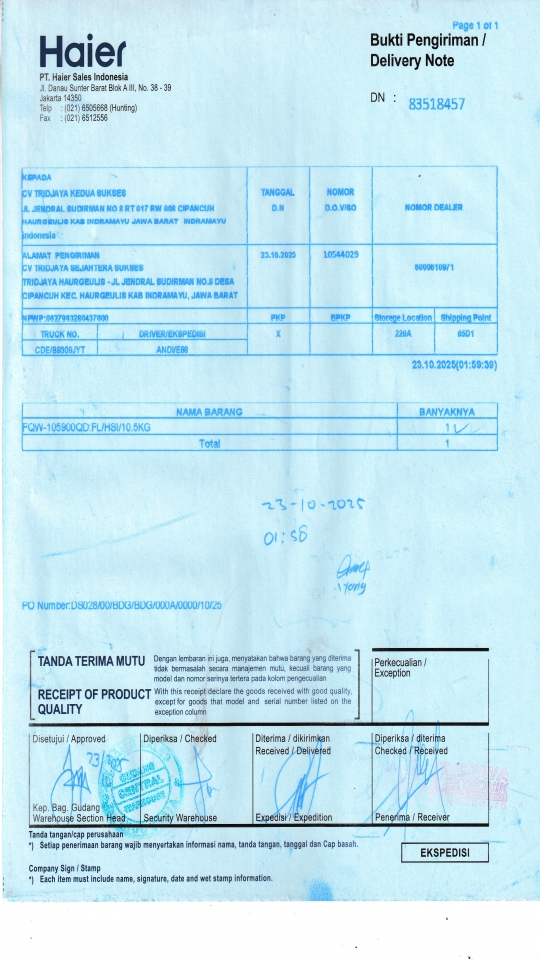 Page 1 of 1
Haier
Bukti Pengiriman /
Delivery Note
PT. Haier Sales Indonesia
Jl. Danau Sunter Barat Blok A III, No. 38 - 39
Jakarta 14350
Telp : (021) 6505668 (Hunting)
Fax : (021) 6512556
DN : 83518457
KEPADA
CV TRIDJAYA KEDUA SUKSES
JL JENDRAL SUDIRMAN NO 8 RT 017 RW 006 CIPANCUH
HAURGEULIS KAB INDRAMAYU JAWA BARAT INDRAMAYU
Indonesia
TANGGAL
D.N
NOMOR
D.O.V/SO
NOMOR DEALER
ALAMAT PENGIRIMAN
CV TRIDJAYA SEJAHTERA SUKSES
TRIDJAYA HAURGEULIS - JL JENDRAL SUDIRMAN NO.8 DESA
CIPANCUH KEC. HAURGEULIS KAB INDRAMAYU, JAWA BARAT
23.10.2025
10544029
PKP BPKP Storege Location Shipping Point
TRUCK NO. DRIVER/EKSPEDISI X 228A 65D1
23.10.2025(01:59:39)
NAMA BARANG BANYAKNYA
FQW-105900QD:FL/HSI/10.5KG 1
Total 1
23-10-2025
01:58
Iyong
PO Number:DS028/00/BDG/BDG/000A/0000/10/25
TANDA TERIMA MUTU
Dengan lembaran ini juga, menyatakan bahwa barang yang diterima
tidak bermasalah secara manajemen mutu, kecuali barang yang
model dan nomor serinya tertera pada kolom pengecualian
RECEIPT OF PRODUCT
QUALITY
With this receipt declare the goods received with good quality,
except for goods that model and serial number listed on the
exception column
Perkecualian /
Exception
Disetujui / Approved
Diperiksa / Checked
Diterima / dikirimkan
Received / Delivered
Diperiksa / diterima
Checked / Received
GUDANG
CENTRAL
WAREHOUSE
Kep. Bag. Gudang
Warehouse Section Head
Security Warehouse
Expedisi / Expedition
Penerima / Receiver
Tanda tangan/cap perusahaan
*) Setiap penerimaan barang wajib menyertakan informasi nama, tanda tangan, tanggal dan Cap basah.
EKSPEDISI
Company Sign / Stamp
*) Each item must include name, signature, date and wet stamp information.